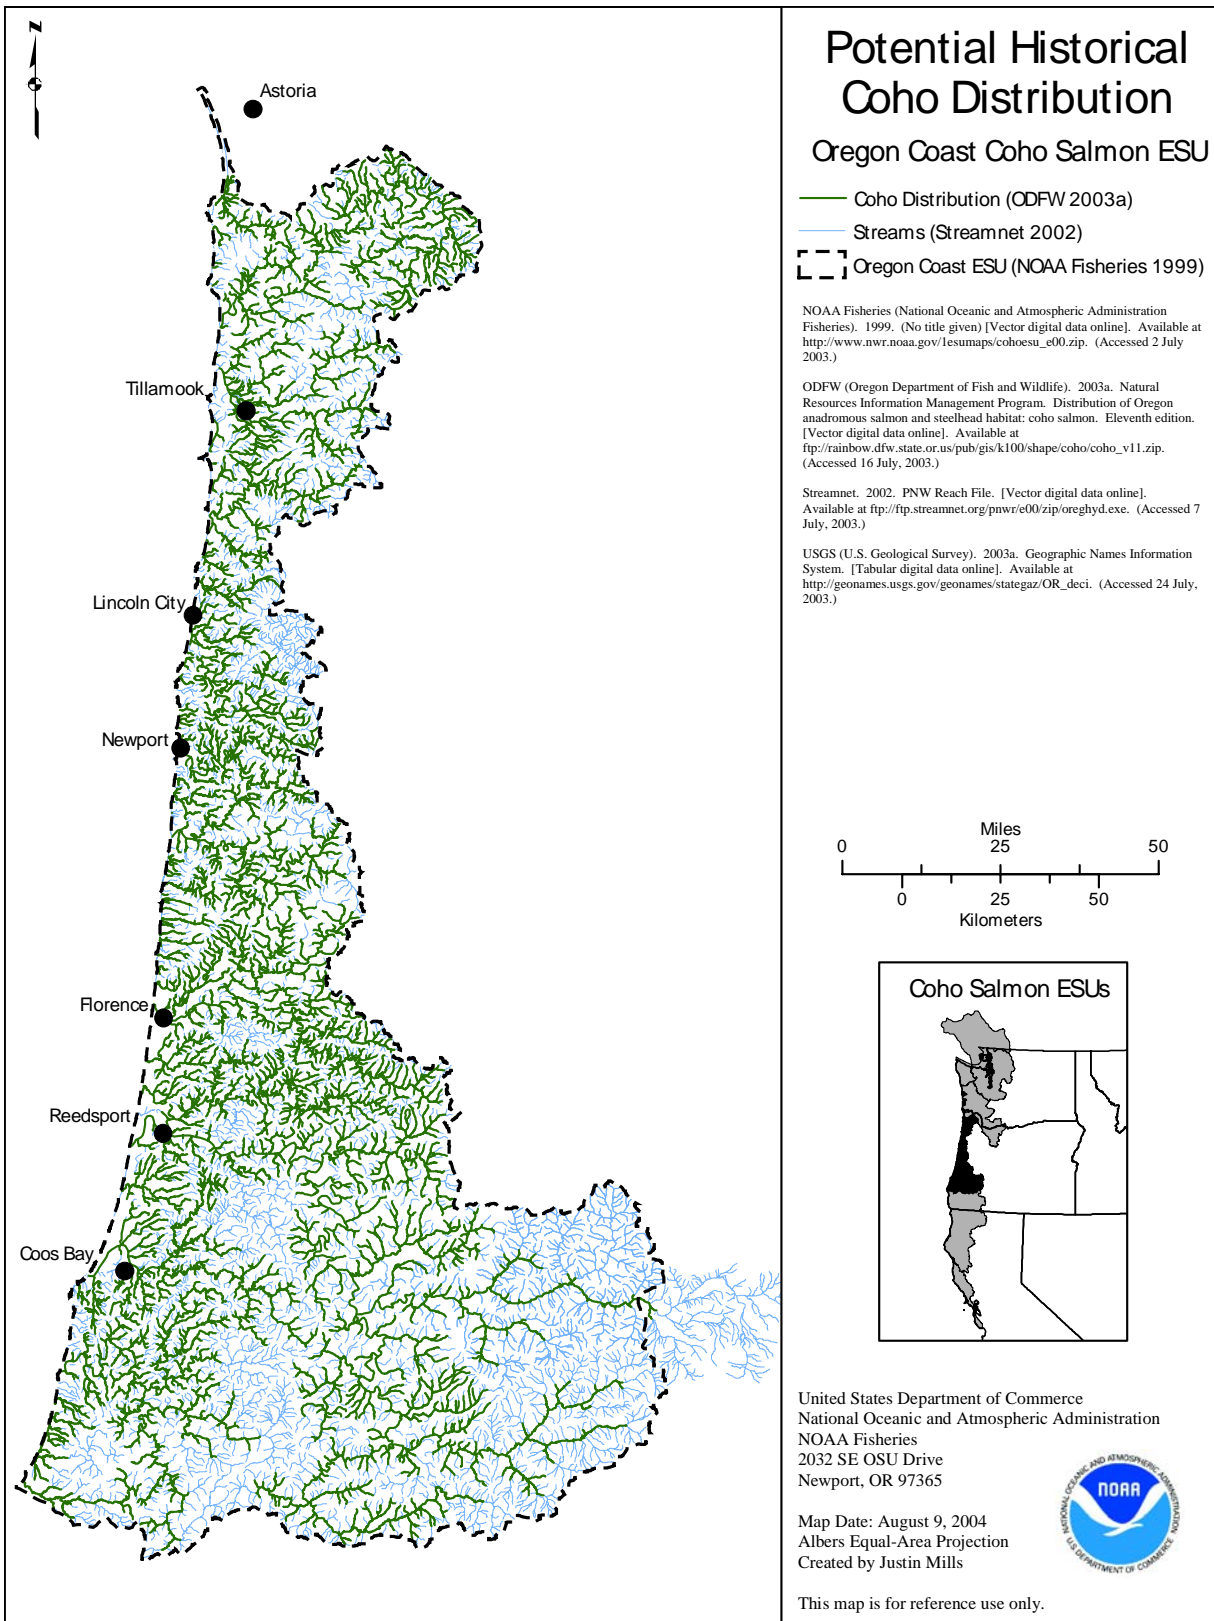 Z
Astoria
Tillamook
Lincoln City
Newport
Florence
Reedsport
Coos Bay
Potential Historical
Coho Distribution
Oregon Coast Coho Salmon ESU
Coho Distribution (ODFW 2003a)
Streams (Streamnet 2002)
Oregon Coast ESU (NOAA Fisheries 1999)
NOAA Fisheries (National Oceanic and Atmospheric Administration
Fisheries). 1999. (No title given) [Vector digital data online]. Available at
http://www.nwr.noaa.gov/1esumaps/cohoesu_e00.zip. (Accessed 2 July
2003.)
ODFW (Oregon Department of Fish and Wildlife). 2003a. Natural
Resources Information Management Program. Distribution of Oregon
anadromous salmon and steelhead habitat: coho salmon. Eleventh edition.
[Vector digital data online]. Available at
ftp://rainbow.dfw.state.or.us/pub/gis/k100/shape/coho/coho_v11.zip.
(Accessed 16 July, 2003.)
Streamnet. 2002. PNW Reach File. [Vector digital data online].
Available at ftp://ftp.streamnet.org/pnwr/e00/zip/oreghyd.exe. (Accessed 7
July, 2003.)
USGS (U.S. Geological Survey). 2003a. Geographic Names Information
System. [Tabular digital data online]. Available at
http://geonames.usgs.gov/geonames/stategaz/OR_deci. (Accessed 24 July,
2003.)
Miles
0 25 50
0 25 50
Kilometers
Coho Salmon ESUs
United States Department of Commerce
National Oceanic and Atmospheric Administration
NOAA Fisheries
2032 SE OSU Drive
Newport, OR 97365
Map Date: August 9, 2004
Albers Equal-Area Projection
Created by Justin Mills
This map is for reference use only.
NATIONAL OCEANIC AND ATMOSPHERIC ADMINISTRATION
NOAA
U.S. DEPARTMENT OF COMMERCE